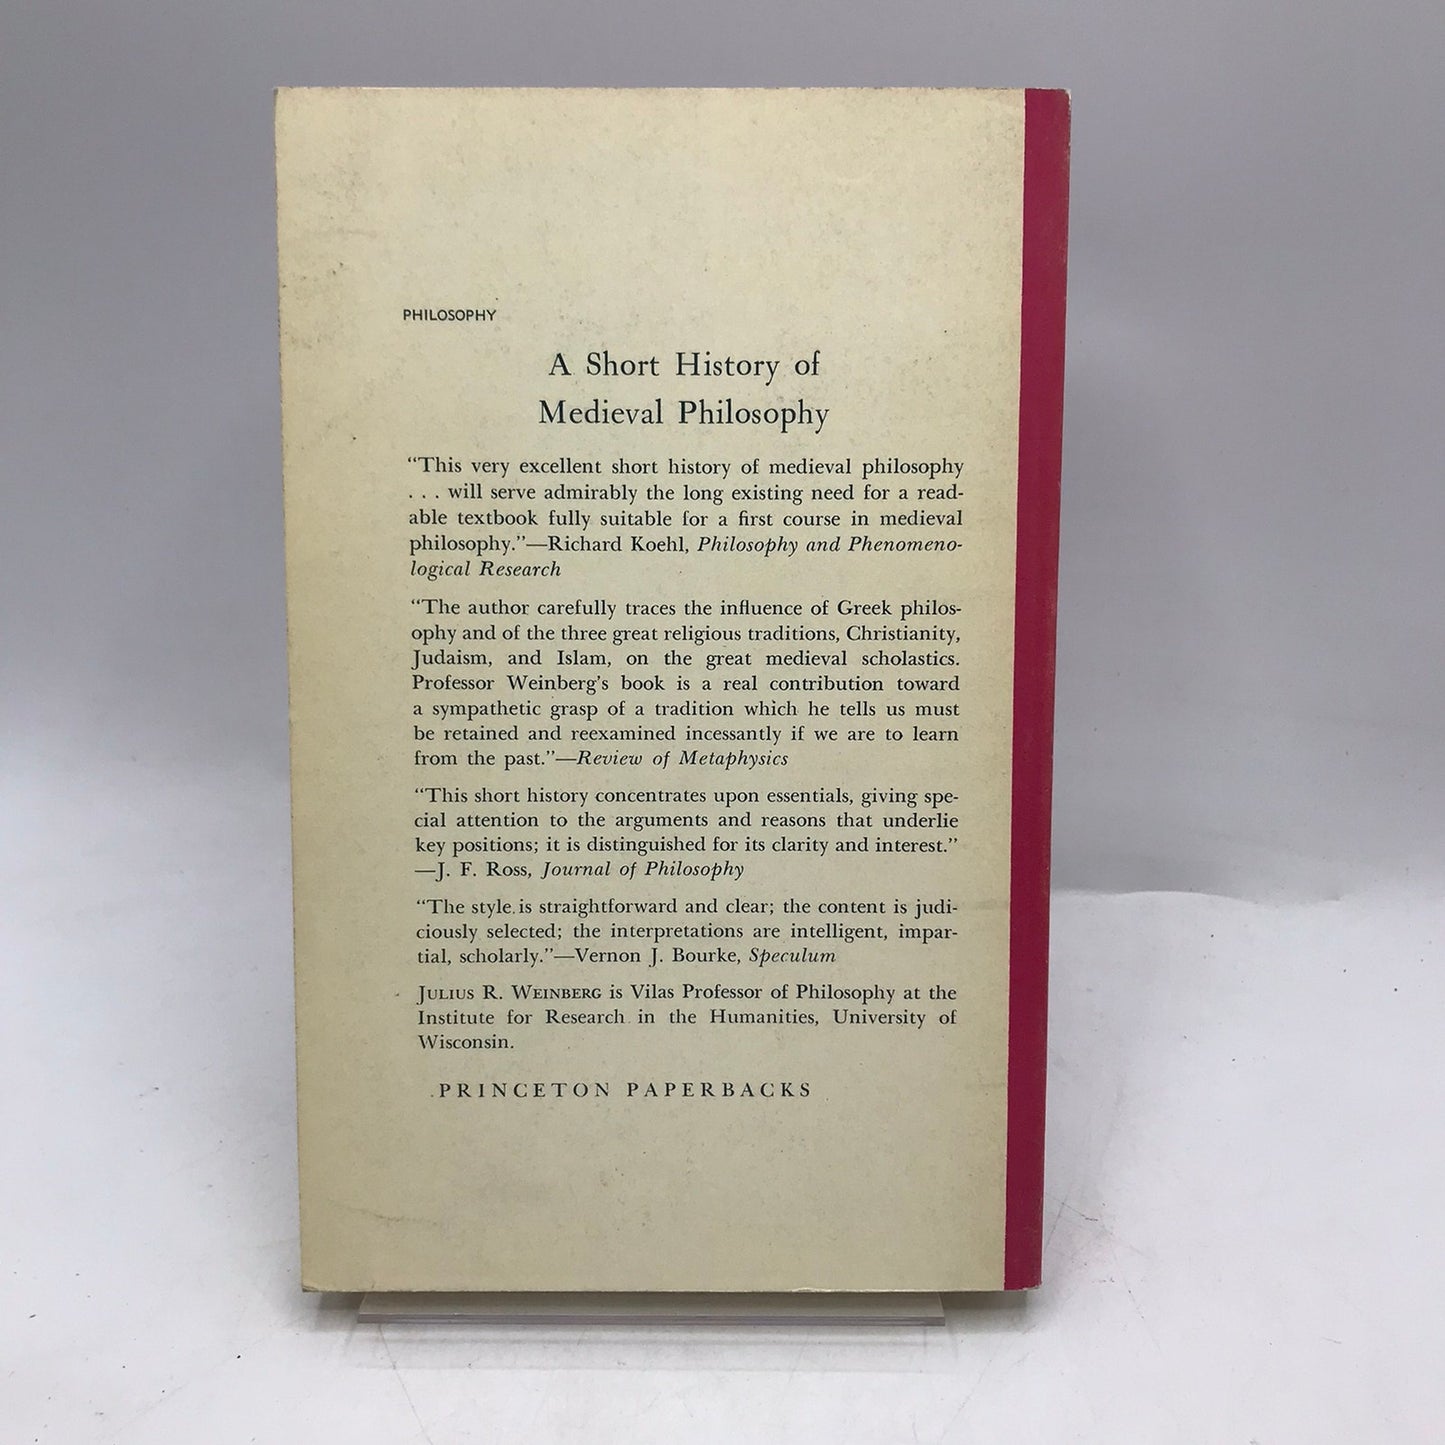 PHILOSOPHY
A Short History of
Medieval Philosophy
“This very excellent short history of medieval philosophy
. . . will serve admirably the long existing need for a read-
able textbook fully suitable for a first course in medieval
philosophy.”—Richard Koehl, Philosophy and Phenomeno-
logical Research
“The author carefully traces the influence of Greek philos-
ophy and of the three great religious traditions, Christianity,
Judaism, and Islam, on the great medieval scholastics.
Professor Weinberg’s book is a real contribution toward
a sympathetic grasp of a tradition which he tells us must
be retained and reexamined incessantly if we are to learn
from the past.”—Review of Metaphysics
“This short history concentrates upon essentials, giving spe-
cial attention to the arguments and reasons that underlie
key positions; it is distinguished for its clarity and interest.”
—J. F. Ross, Journal of Philosophy
“The style is straightforward and clear; the content is judi-
ciously selected; the interpretations are intelligent, impar-
tial, scholarly.”—Vernon J. Bourke, Speculum
JULIUS R. WEINBERG is Vilas Professor of Philosophy at the
Institute for Research in the Humanities, University of
Wisconsin.
PRINCETON PAPERBACKS